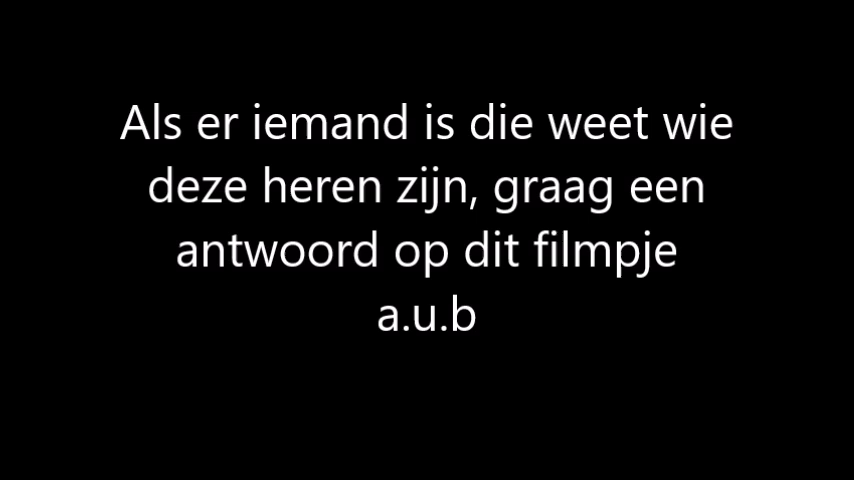 Als er iemand is die weet wie
deze heren zijn, graag een
antwoord op dit filmpje
a.u.b